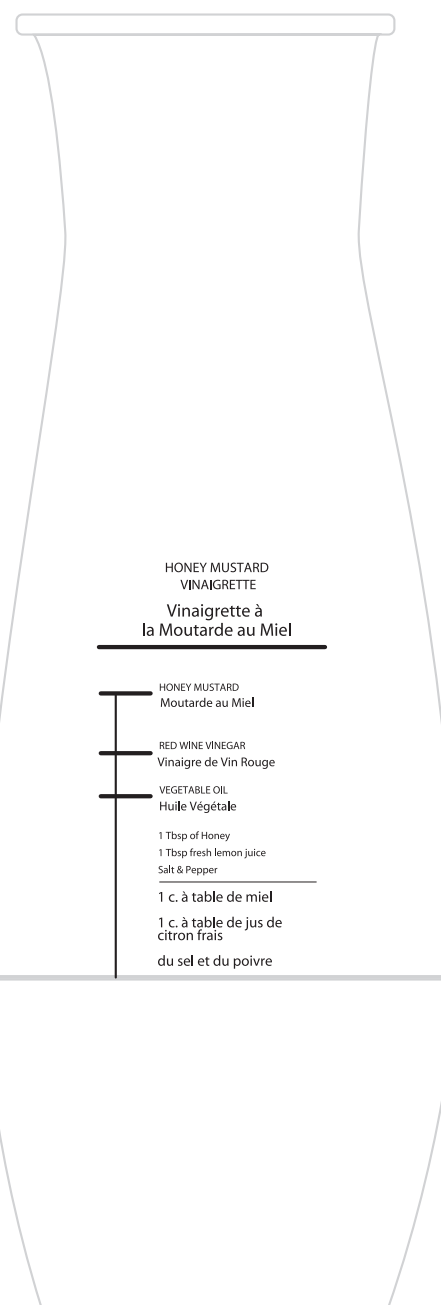 HONEY MUSTARD
VINAIGRETTE
Vinaigrette à
la Moutarde au Miel
HONEY MUSTARD
Moutarde au Miel
RED WINE VINEGAR
Vinaigre de Vin Rouge
VEGETABLE OIL
Huile Végétale
1 Tbsp of Honey
1 Tbsp fresh lemon juice
Salt & Pepper
1 c. à table de miel
1 c. à table de jus de
citron frais
du sel et du poivre